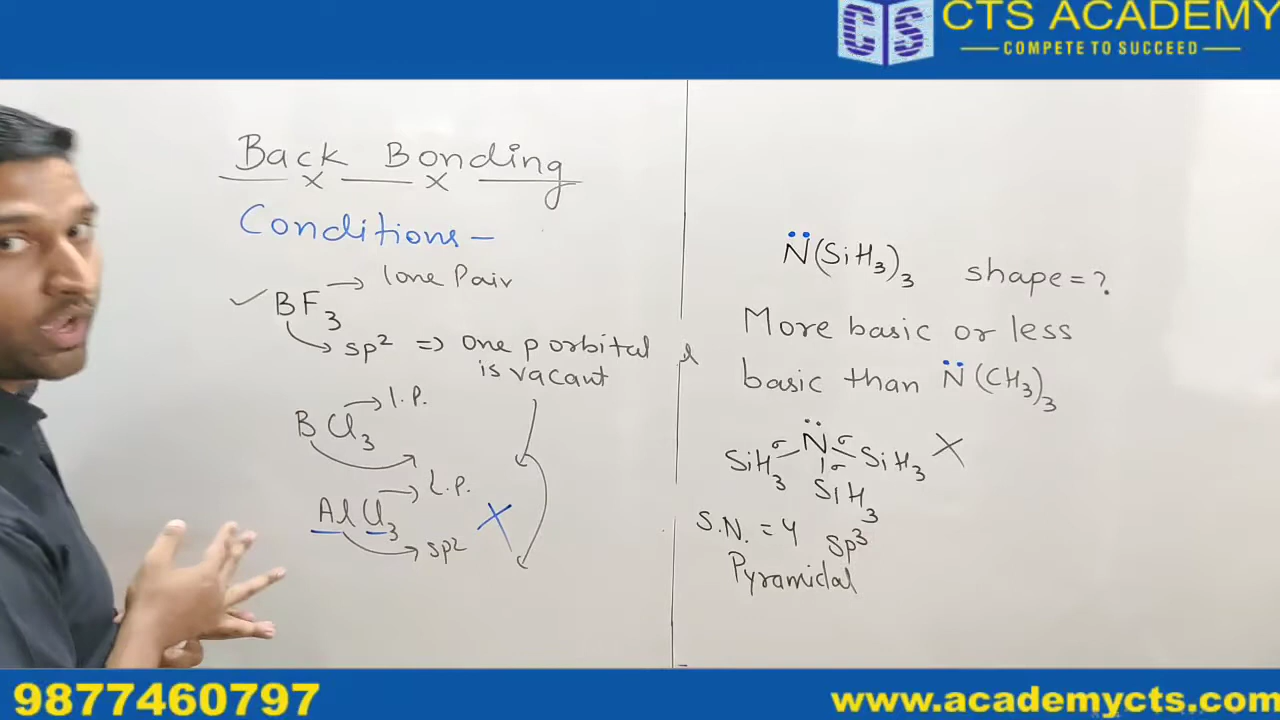 CTS ACADEMY
COMPETE TO SUCCEED
CS
Back Bonding
x x
Conditions-
BF3 → lone Pair
sp2 => one p orbital
is vacant
BCl3 → l.P.
AlCl3 → L.P.
sp2
N(SiH3)3 shape=?
More basic or less
basic than N(CH3)3
SiH3 σ N σ SiH3
σ
SiH3
S.N. = 4 sp3
Pyramidal
9877460797
www.academycts.com